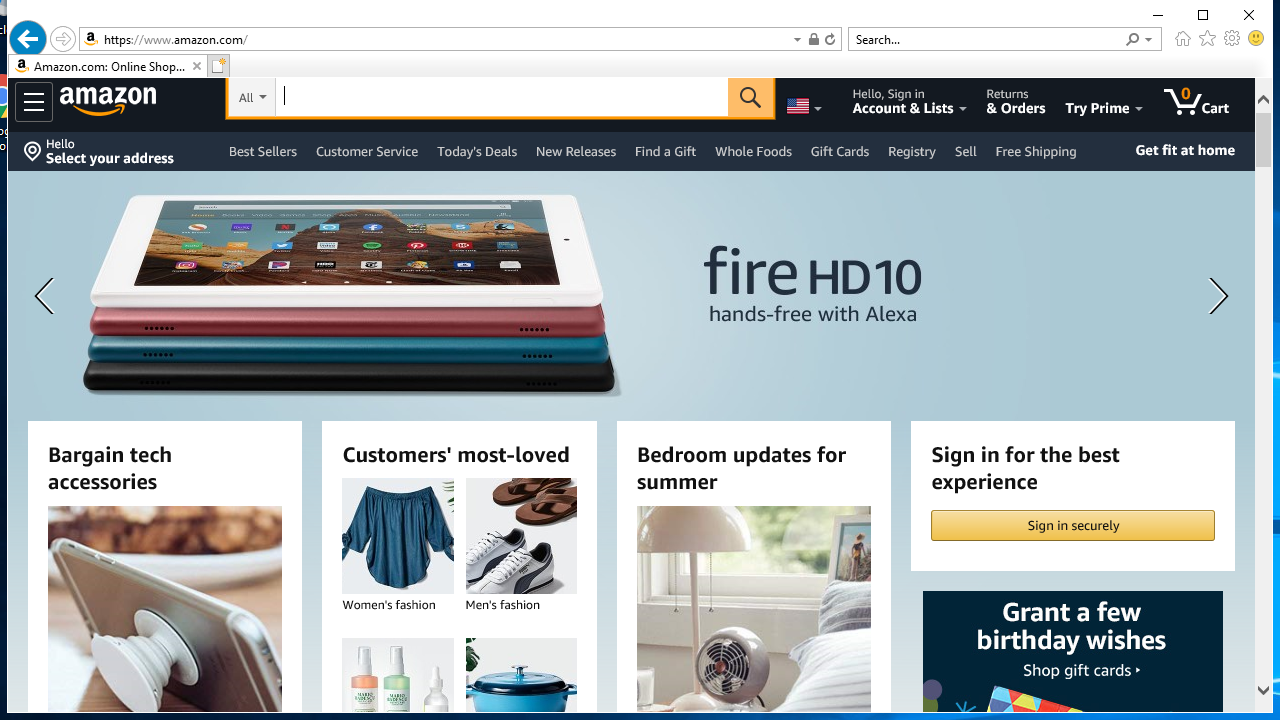 https://www.amazon.com/
Search...
Amazon.com: Online Shop...
amazon
All
Hello, Sign in
Account & Lists
Returns
& Orders
Try Prime
0
Cart
Hello
Select your address
Best Sellers
Customer Service
Today's Deals
New Releases
Find a Gift
Whole Foods
Gift Cards
Registry
Sell
Free Shipping
Get fit at home
fire HD10
hands-free with Alexa
Bargain tech
accessories
Customers' most-loved
Women's fashion
Men's fashion
Bedroom updates for
summer
Sign in for the best
experience
Sign in securely
Grant a few
birthday wishes
Shop gift cards